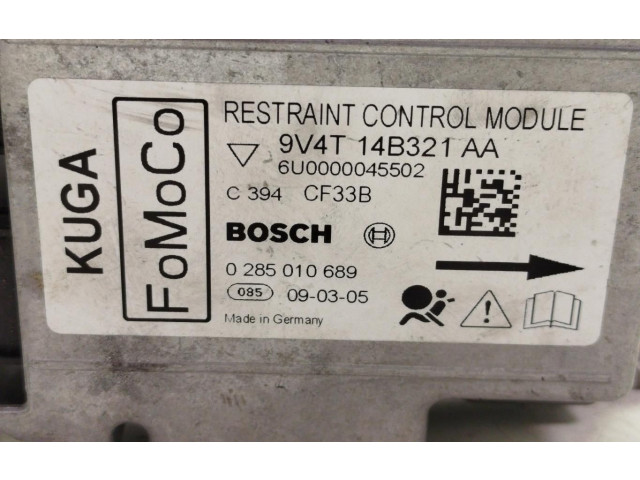 KUGA
FoMoCo
RESTRAINT CONTROL MODULE
9V4T 14B321 AA
6U0000045502
C 394 CF33B
BOSCH
0 285 010 689
085 09-03-05
Made in Germany